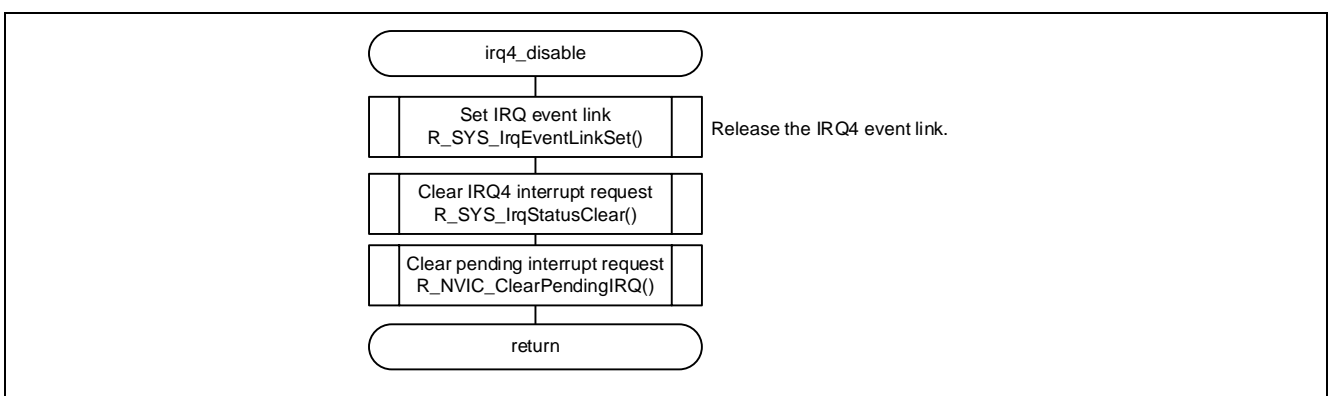 irq4_disable
Set IRQ event link
R_SYS_IrqEventLinkSet()
Release the IRQ4 event link.
Clear IRQ4 interrupt request
R_SYS_IrqStatusClear()
Clear pending interrupt request
R_NVIC_ClearPendingIRQ()
return